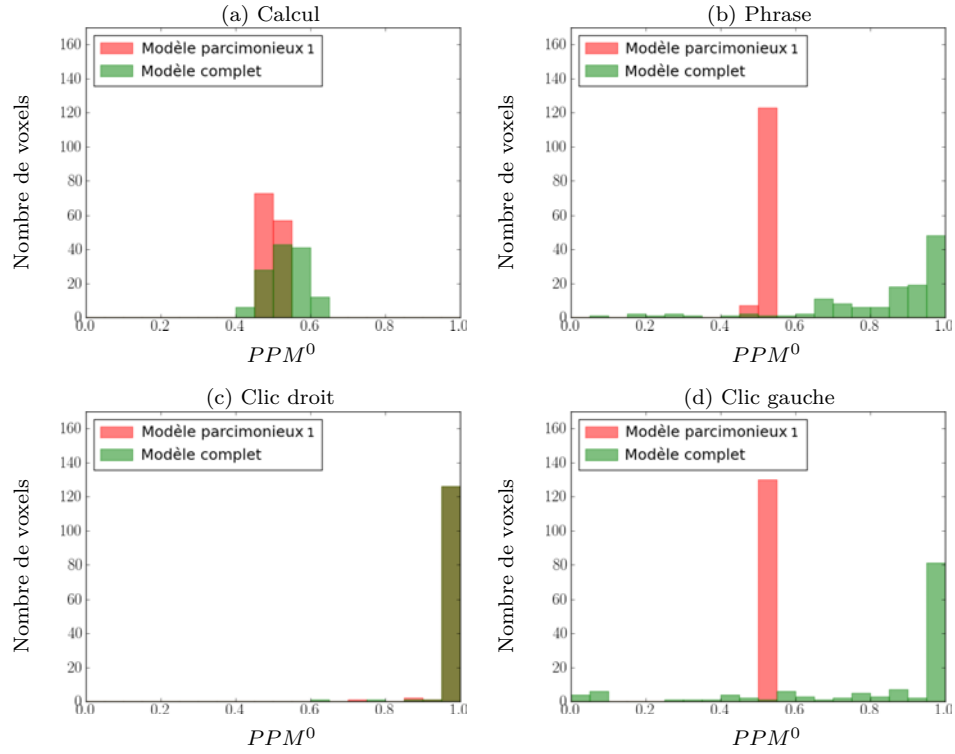 (a) Calcul
160
140
120
100
80
60
40
20
0
Nombre de voxels
Modèle parcimonieux 1
Modèle complet
0.0 0.2 0.4 0.6 0.8 1.0
PPM⁰
(b) Phrase
160
140
120
100
80
60
40
20
0
Nombre de voxels
Modèle parcimonieux 1
Modèle complet
0.0 0.2 0.4 0.6 0.8 1.0
PPM⁰
(c) Clic droit
160
140
120
100
80
60
40
20
0
Nombre de voxels
Modèle parcimonieux 1
Modèle complet
0.0 0.2 0.4 0.6 0.8 1.0
PPM⁰
(d) Clic gauche
160
140
120
100
80
60
40
20
0
Nombre de voxels
Modèle parcimonieux 1
Modèle complet
0.0 0.2 0.4 0.6 0.8 1.0
PPM⁰